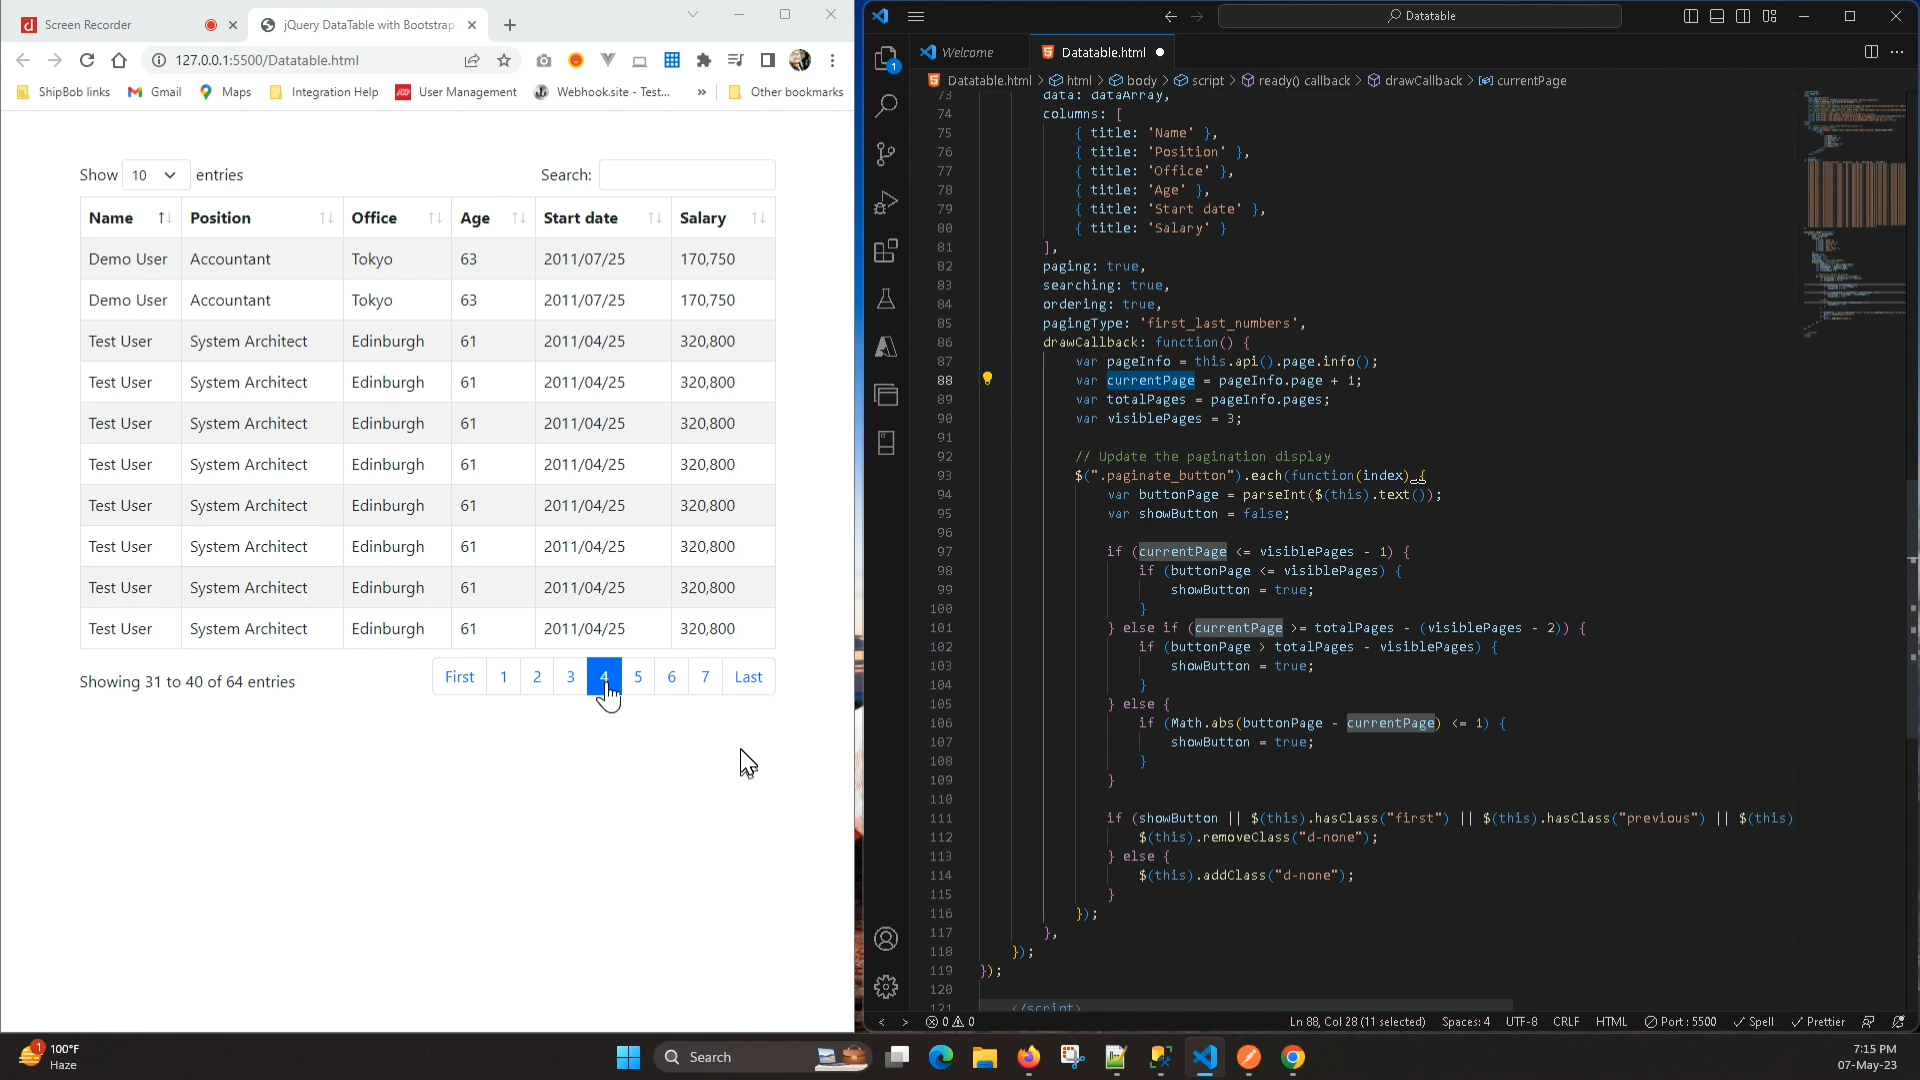 Screen Recorder
jQuery DataTable with Bootstrap
127.0.0.1:5500/Datatable.html
ShipBob links
Gmail
Maps
Integration Help
User Management
Webhook.site - Test...
»
Other bookmarks
Show 10 entries
Search:
Name Position Office Age Start date Salary
Demo User Accountant Tokyo 63 2011/07/25 170,750
Demo User Accountant Tokyo 63 2011/07/25 170,750
Test User System Architect Edinburgh 61 2011/04/25 320,800
Test User System Architect Edinburgh 61 2011/04/25 320,800
Test User System Architect Edinburgh 61 2011/04/25 320,800
Test User System Architect Edinburgh 61 2011/04/25 320,800
Test User System Architect Edinburgh 61 2011/04/25 320,800
Test User System Architect Edinburgh 61 2011/04/25 320,800
Test User System Architect Edinburgh 61 2011/04/25 320,800
Test User System Architect Edinburgh 61 2011/04/25 320,800
Showing 31 to 40 of 64 entries
First 1 2 3 4 5 6 7 Last
Datatable
Welcome
Datatable.html
Datatable.html > html > body > script > ready() callback > drawCallback > currentPage
1
73 data: dataArray,
74 columns: [
75 { title: 'Name' },
76 { title: 'Position' },
77 { title: 'Office' },
78 { title: 'Age' },
79 { title: 'Start date' },
80 { title: 'Salary' }
81 ],
82 paging: true,
83 searching: true,
84 ordering: true,
85 pagingType: 'first_last_numbers',
86 drawCallback: function() {
87 var pageInfo = this.api().page.info();
88 var currentPage = pageInfo.page + 1;
89 var totalPages = pageInfo.pages;
90 var visiblePages = 3;
91
92 // Update the pagination display
93 $(".paginate_button").each(function(index) {
94 var buttonPage = parseInt($(this).text());
95 var showButton = false;
96
97 if (currentPage <= visiblePages - 1) {
98 if (buttonPage <= visiblePages) {
99 showButton = true;
100 }
101 } else if (currentPage >= totalPages - (visiblePages - 2)) {
102 if (buttonPage > totalPages - visiblePages) {
103 showButton = true;
104 }
105 } else {
106 if (Math.abs(buttonPage - currentPage) <= 1) {
107 showButton = true;
108 }
109 }
110
111 if (showButton || $(this).hasClass("first") || $(this).hasClass("previous") || $(this)
112 $(this).removeClass("d-none");
113 } else {
114 $(this).addClass("d-none");
115 }
116 });
117 },
118 });
119 });
120
121 </script>
0 0
Ln 88, Col 28 (11 selected)
Spaces: 4
UTF-8
CRLF
HTML
Port : 5500
Spell
Prettier
1
100°F
Haze
Search
7:15 PM
07-May-23